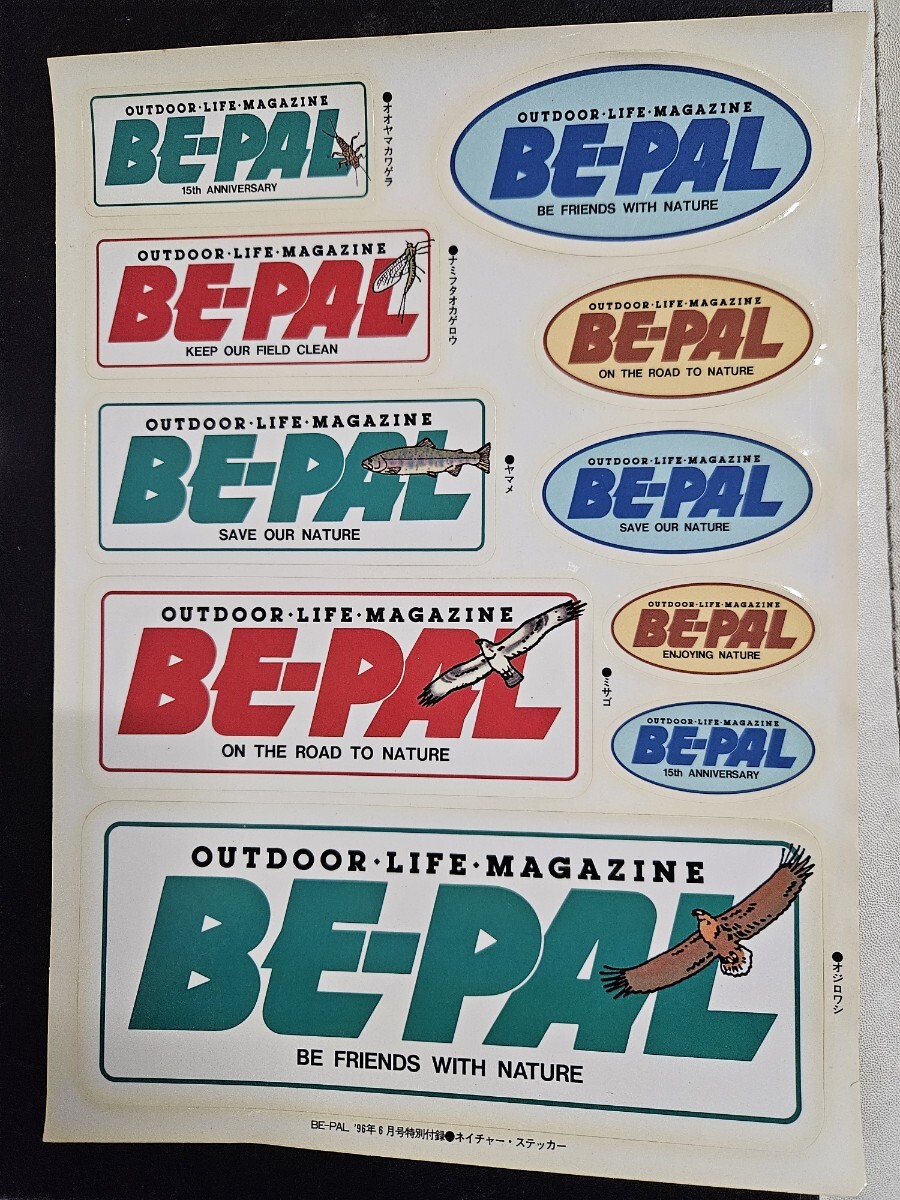 OUTDOOR・LIFE・MAGAZINE
BE-PAL
15th ANNIVERSARY
●オオヤマカワゲラ
OUTDOOR・LIFE・MAGAZINE
BE-PAL
KEEP OUR FIELD CLEAN
●ナミフタオカゲロウ
OUTDOOR・LIFE・MAGAZINE
BE-PAL
SAVE OUR NATURE
●ヤマメ
OUTDOOR・LIFE・MAGAZINE
BE-PAL
ON THE ROAD TO NATURE
●ミサゴ
OUTDOOR・LIFE・MAGAZINE
BE-PAL
BE FRIENDS WITH NATURE
OUTDOOR・LIFE・MAGAZINE
BE-PAL
ON THE ROAD TO NATURE
OUTDOOR・LIFE・MAGAZINE
BE-PAL
SAVE OUR NATURE
OUTDOOR・LIFE・MAGAZINE
BE-PAL
ENJOYING NATURE
OUTDOOR・LIFE・MAGAZINE
BE-PAL
15th ANNIVERSARY
OUTDOOR・LIFE・MAGAZINE
BE-PAL
BE FRIENDS WITH NATURE
●オジロワシ
BE-PAL '96年6月号特別付録●ネイチャー・ステッカー